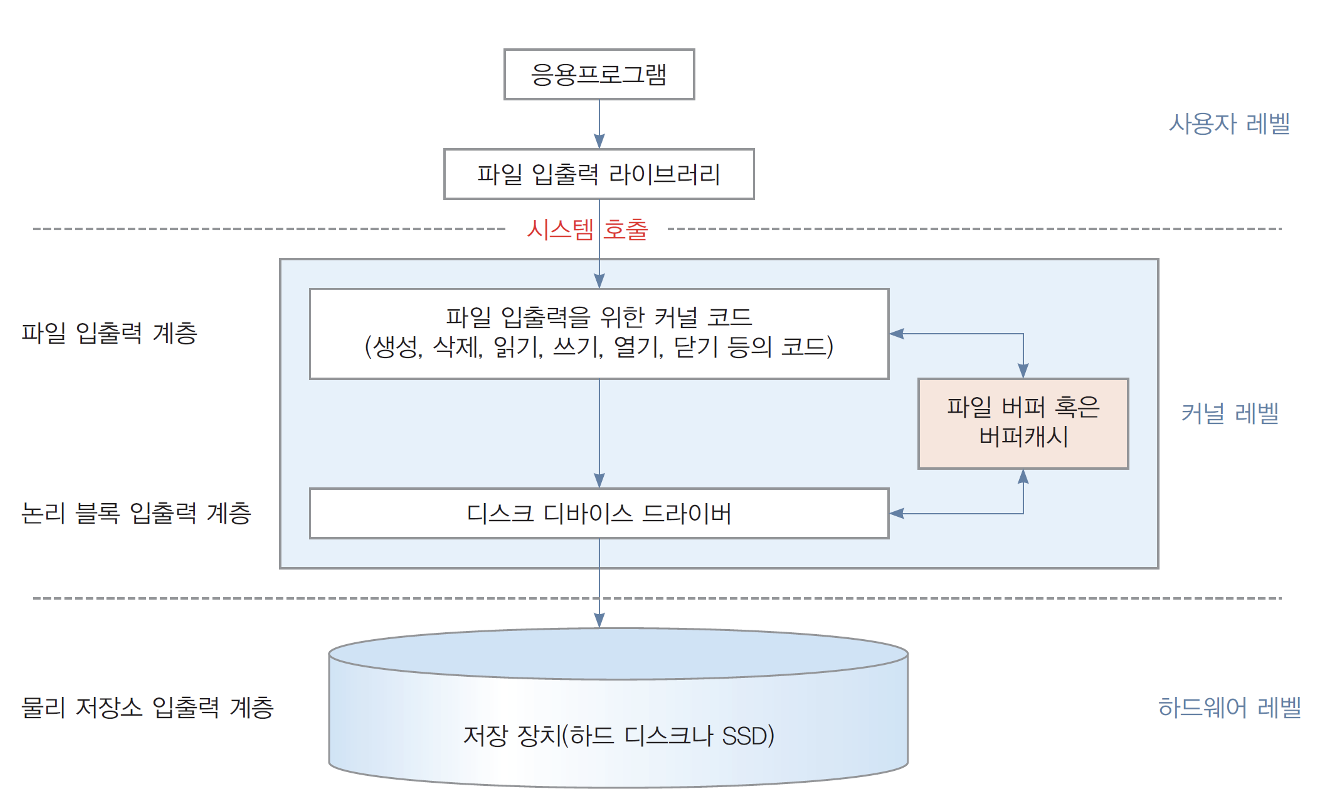 응용프로그램
사용자 레벨
파일 입출력 라이브러리
시스템 호출
파일 입출력 계층
파일 입출력을 위한 커널 코드
(생성, 삭제, 읽기, 쓰기, 열기, 닫기 등의 코드)
파일 버퍼 혹은
버퍼캐시
커널 레벨
논리 블록 입출력 계층
디스크 디바이스 드라이버
물리 저장소 입출력 계층
저장 장치(하드 디스크나 SSD)
하드웨어 레벨